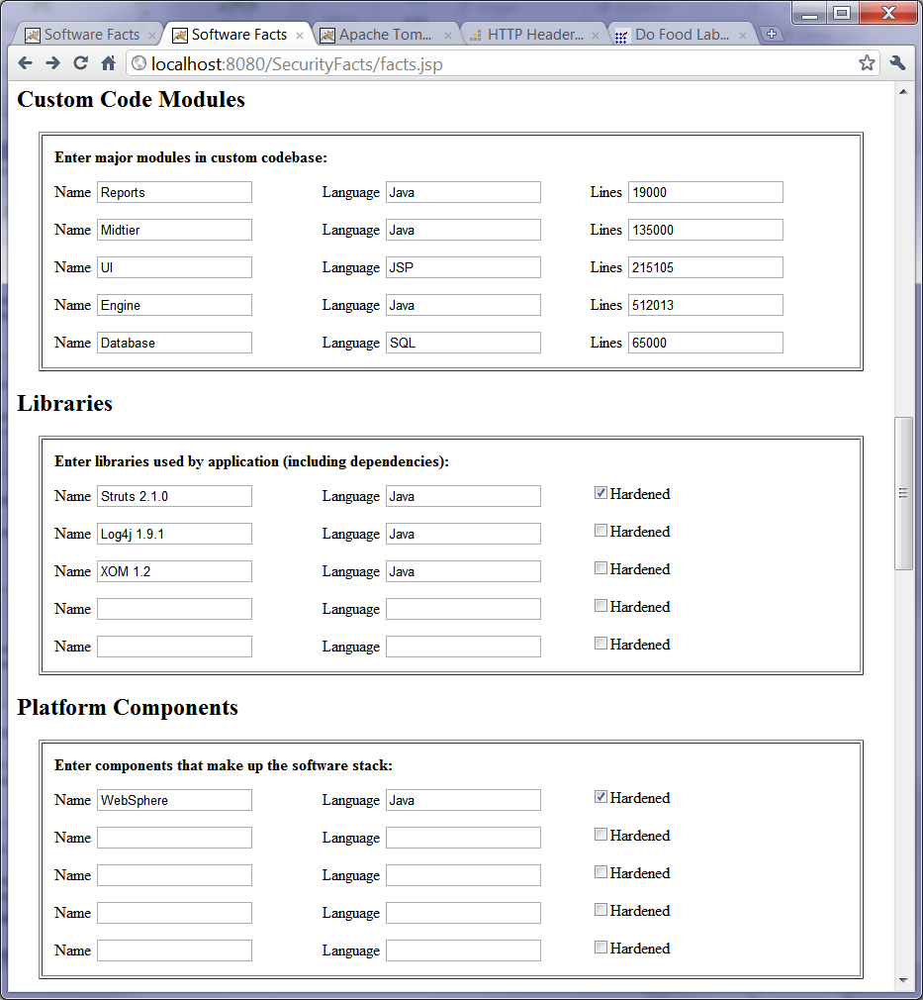 Software Facts
Software Facts
Apache Tom...
HTTP Header...
Do Food Lab...
localhost:8080/SecurityFacts/facts.jsp
Custom Code Modules
Enter major modules in custom codebase:
Name Reports Language Java Lines 19000
Name Midtier Language Java Lines 135000
Name UI Language JSP Lines 215105
Name Engine Language Java Lines 512013
Name Database Language SQL Lines 65000
Libraries
Enter libraries used by application (including dependencies):
Name Struts 2.1.0 Language Java Hardened
Name Log4j 1.9.1 Language Java Hardened
Name XOM 1.2 Language Java Hardened
Name Language Hardened
Name Language Hardened
Platform Components
Enter components that make up the software stack:
Name WebSphere Language Java Hardened
Name Language Hardened
Name Language Hardened
Name Language Hardened
Name Language Hardened